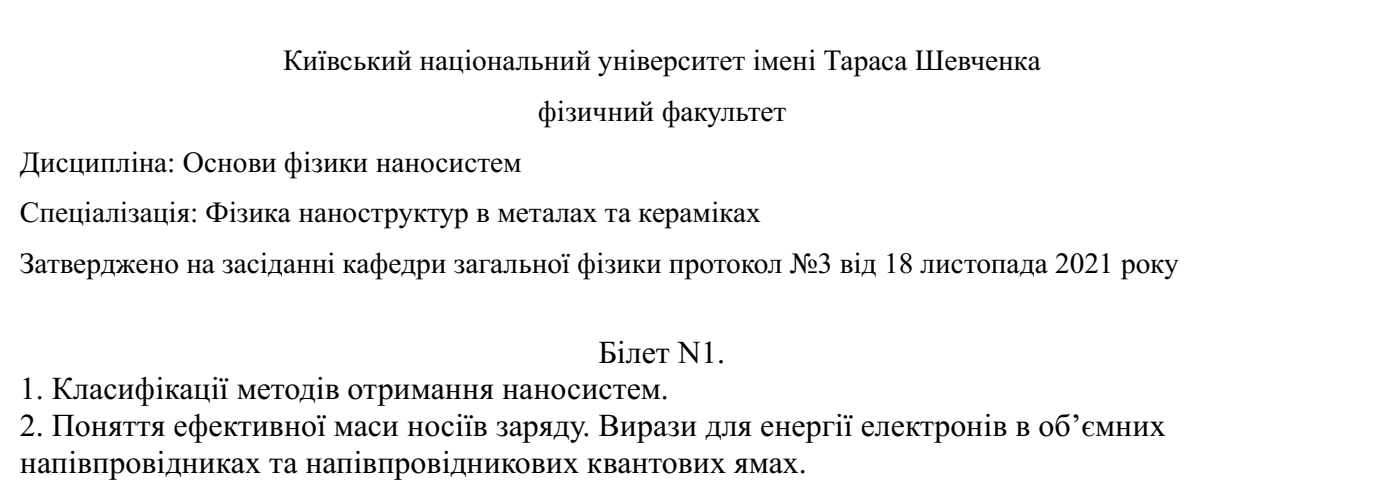 Київський національний університет імені Тараса Шевченка
фізичний факультет
Дисципліна: Основи фізики наносистем
Спеціалізація: Фізика наноструктур в металах та кераміках
Затверджено на засіданні кафедри загальної фізики протокол №3 від 18 листопада 2021 року
Білет N1.
1. Класифікації методів отримання наносистем.
2. Поняття ефективної маси носіїв заряду. Вирази для енергії електронів в об’ємних
напівпровідниках та напівпровідникових квантових ямах.